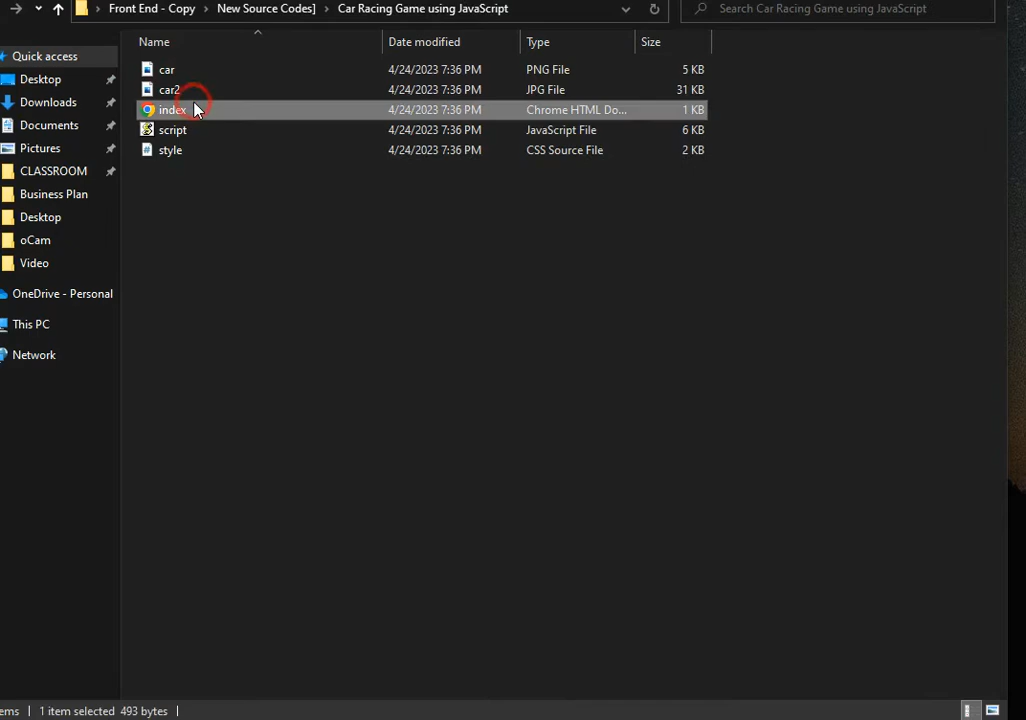 Front End - Copy › New Source Codes] › Car Racing Game using JavaScript
Search Car Racing Game using JavaScript
Name Date modified Type Size
Quick access
Desktop
Downloads
Documents
Pictures
CLASSROOM
Business Plan
Desktop
oCam
Video
OneDrive - Personal
This PC
Network
car 4/24/2023 7:36 PM PNG File 5 KB
car2 4/24/2023 7:36 PM JPG File 31 KB
index 4/24/2023 7:36 PM Chrome HTML Do... 1 KB
script 4/24/2023 7:36 PM JavaScript File 6 KB
style 4/24/2023 7:36 PM CSS Source File 2 KB
ems 1 item selected 493 bytes